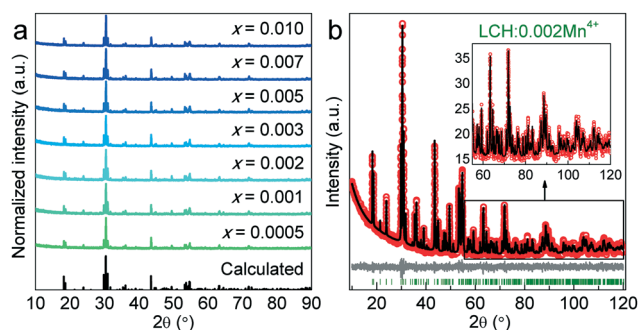 a
x = 0.010
x = 0.007
x = 0.005
x = 0.003
x = 0.002
x = 0.001
x = 0.0005
Calculated
Normalized intensity (a.u.)
10 20 30 40 50 60 70 80 90
2θ (°)
b
LCH:0.002Mn⁴⁺
Intensity (a.u.)
35
30
25
20
15
60 80 100 120
20 40 60 80 100 120
2θ (°)